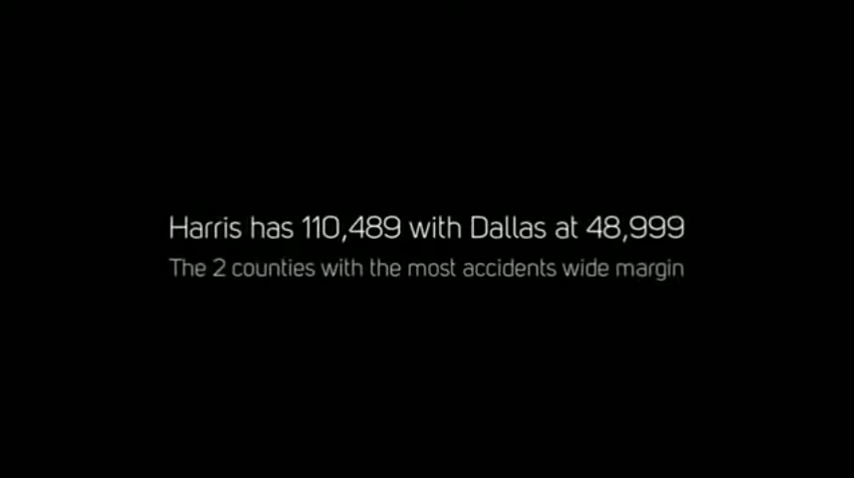 Harris has 110,489 with Dallas at 48,999
The 2 counties with the most accidents wide margin